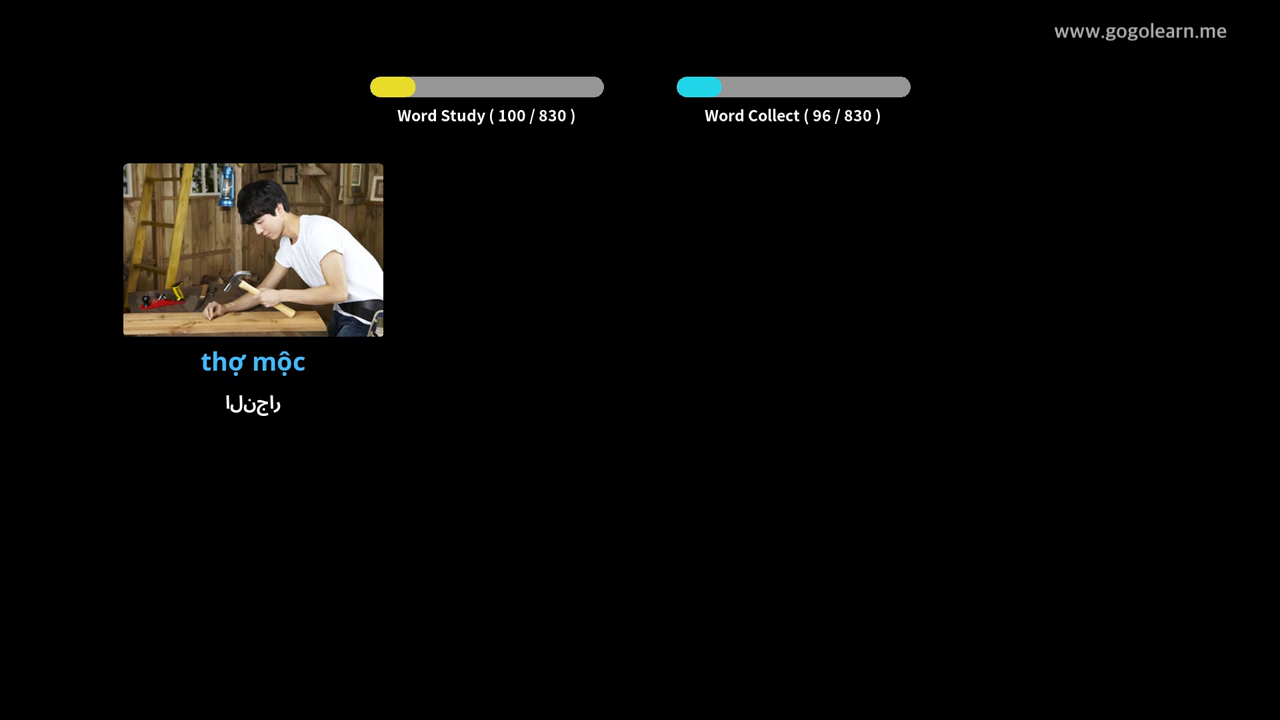 www.gogolearn.me
Word Study ( 100 / 830 )
Word Collect ( 96 / 830 )
thợ mộc
النجار